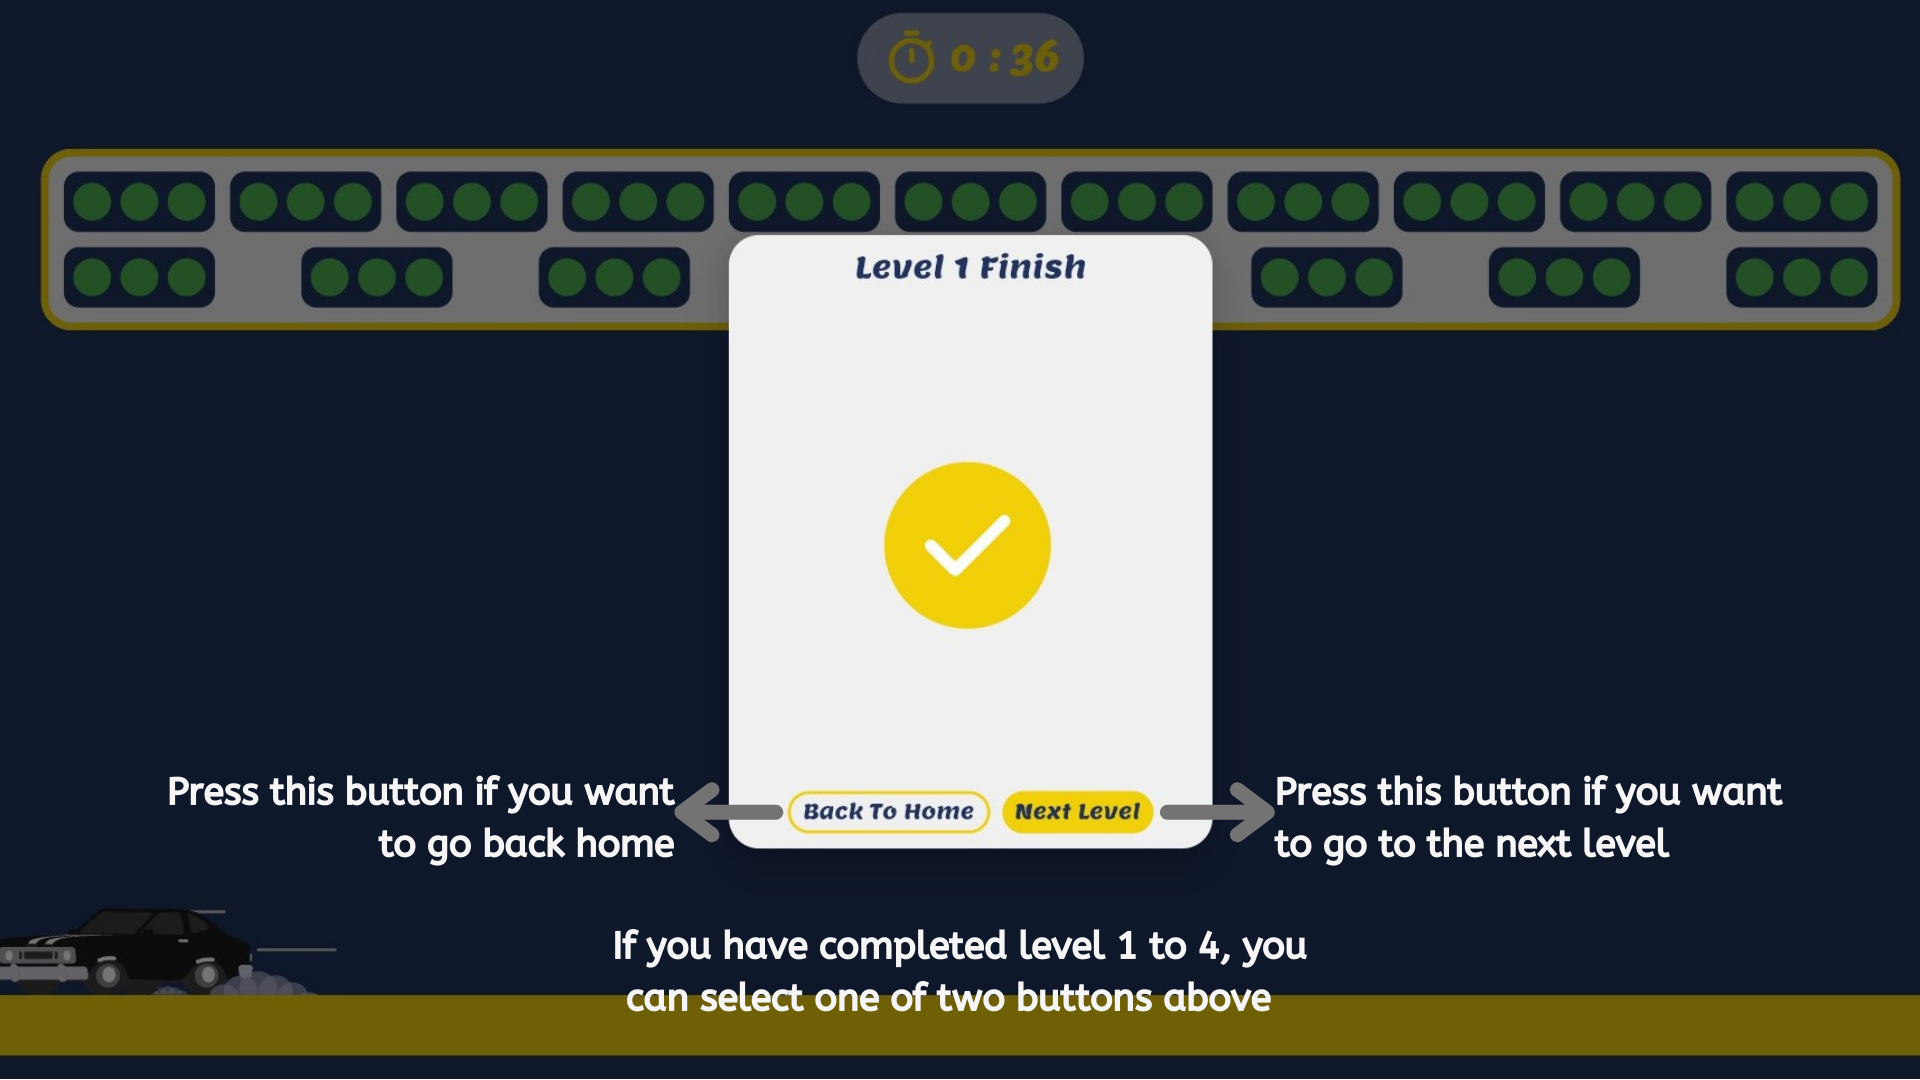 0 : 36
Level 1 Finish
Press this button if you want
to go back home
Back To Home
Next Level
Press this button if you want
to go to the next level
If you have completed level 1 to 4, you
can select one of two buttons above